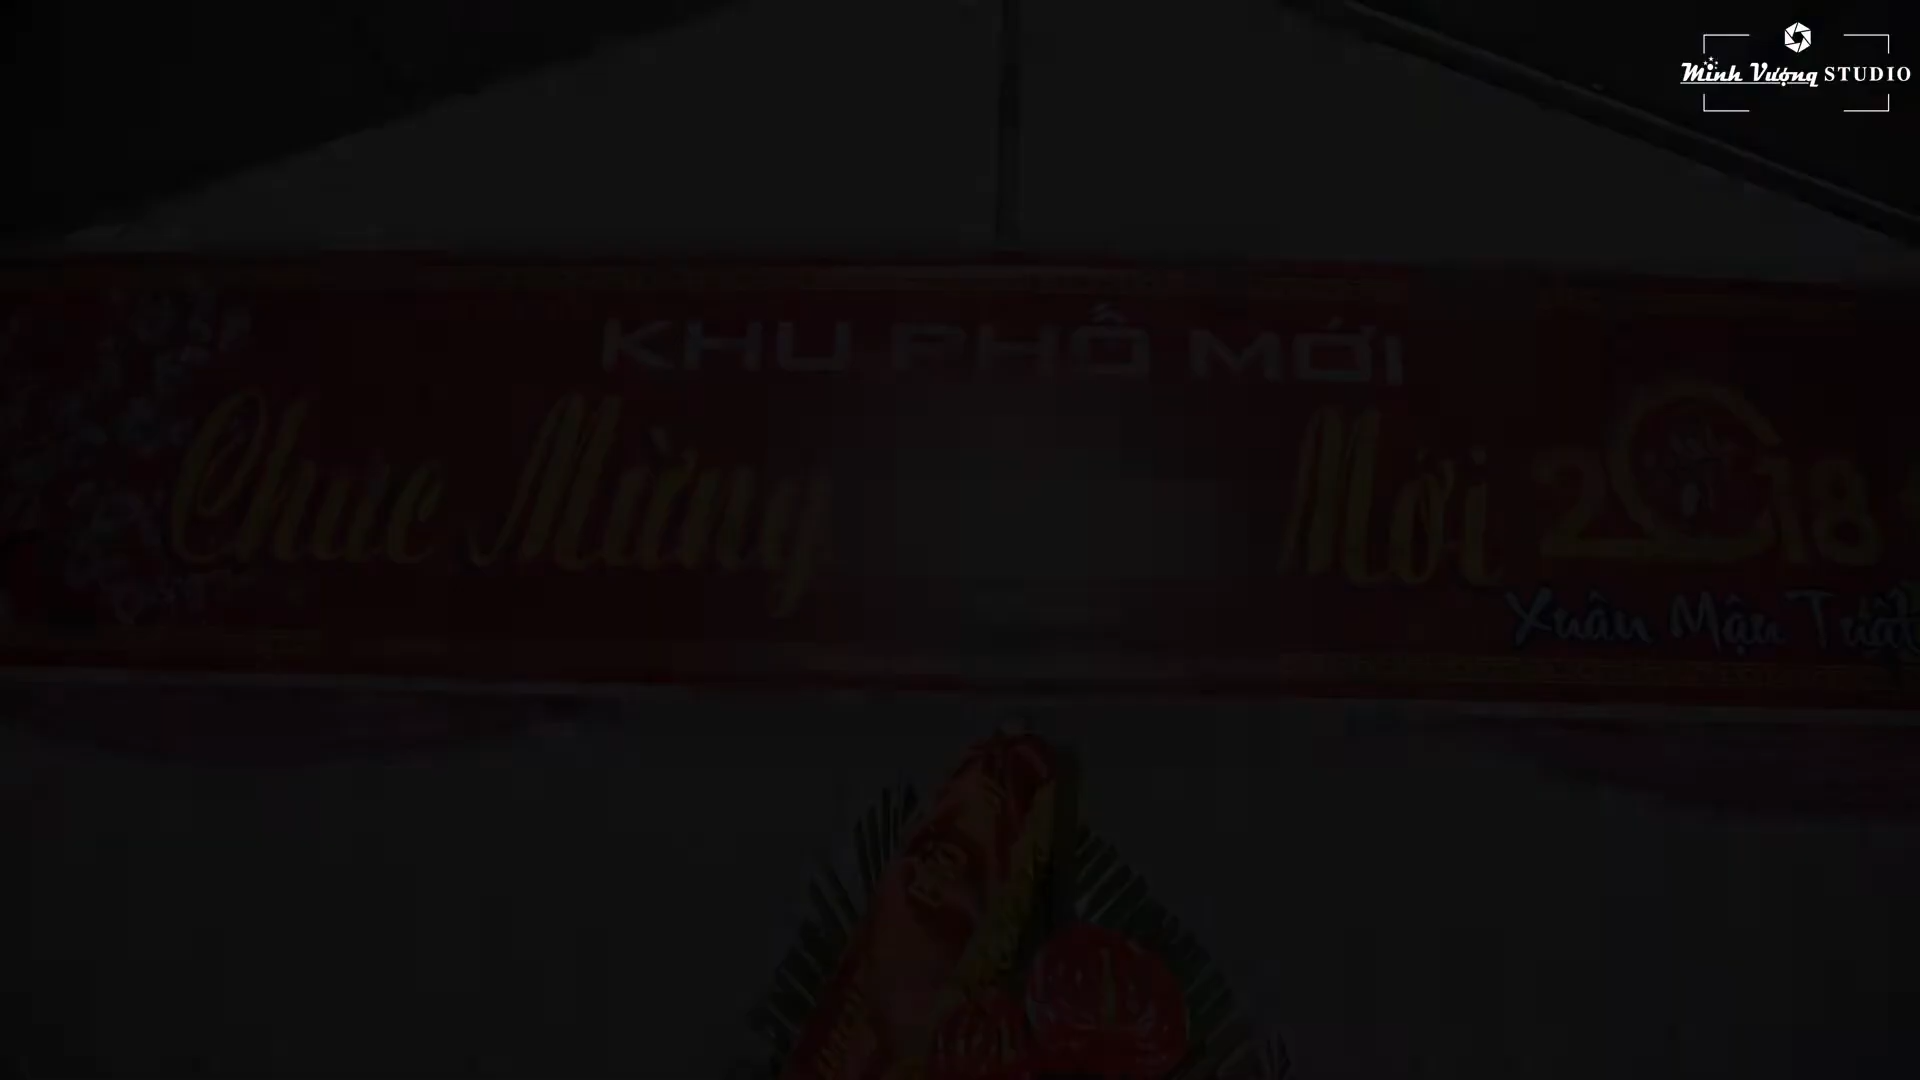 Minh Vượng STUDIO
KHU PHỐ MỚI
Chúc Mừng Mới 2018
Xuân Mậu Tuất